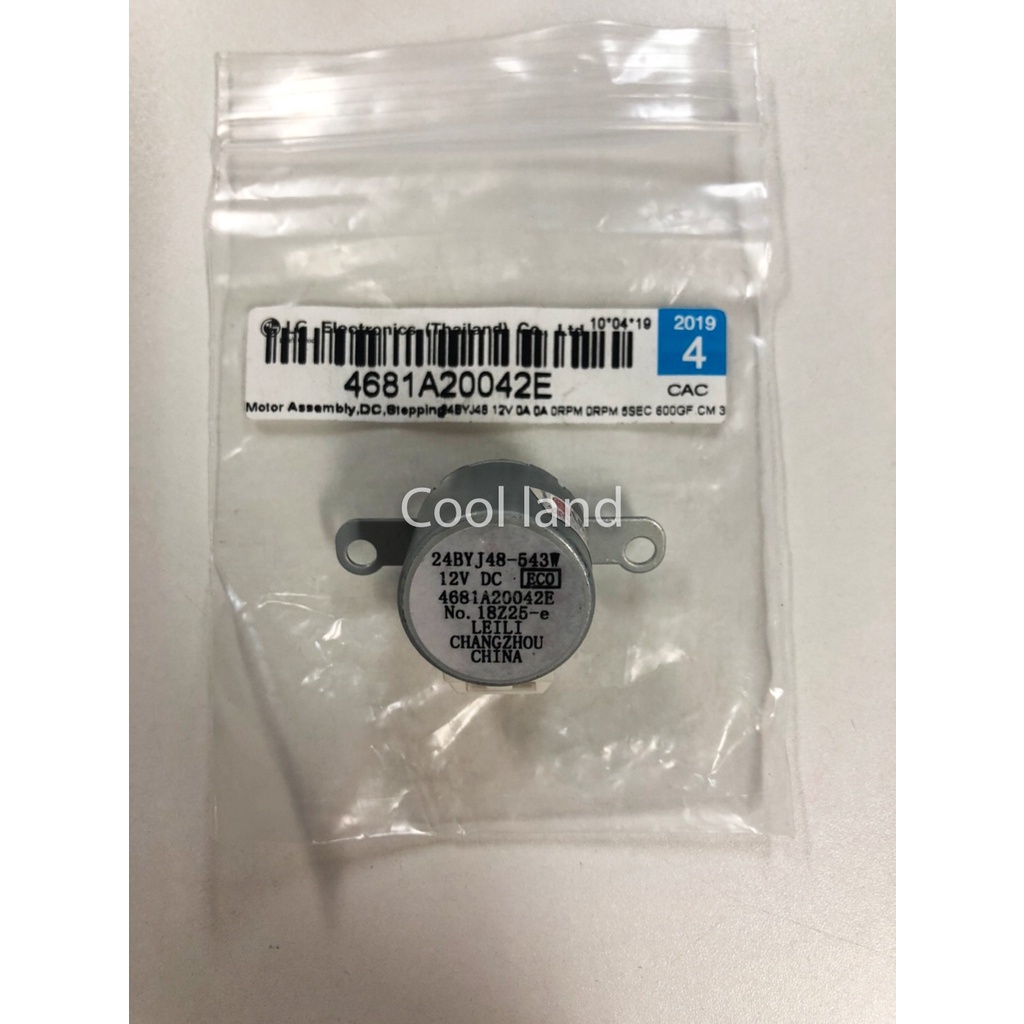 LG Electronics (Thailand) Co., Ltd. 10*04*19
2019
4
CAC
4681A20042E
Motor Assembly,DC,Stepping 24BYJ48 12V 0A 0A 0RPM 0RPM 5SEC 600GF.CM 3
Cool land
24BYJ48-543W
12V DC ECO
4681A20042E
No. 18Z25-e
LEILI
CHANGZHOU
CHINA